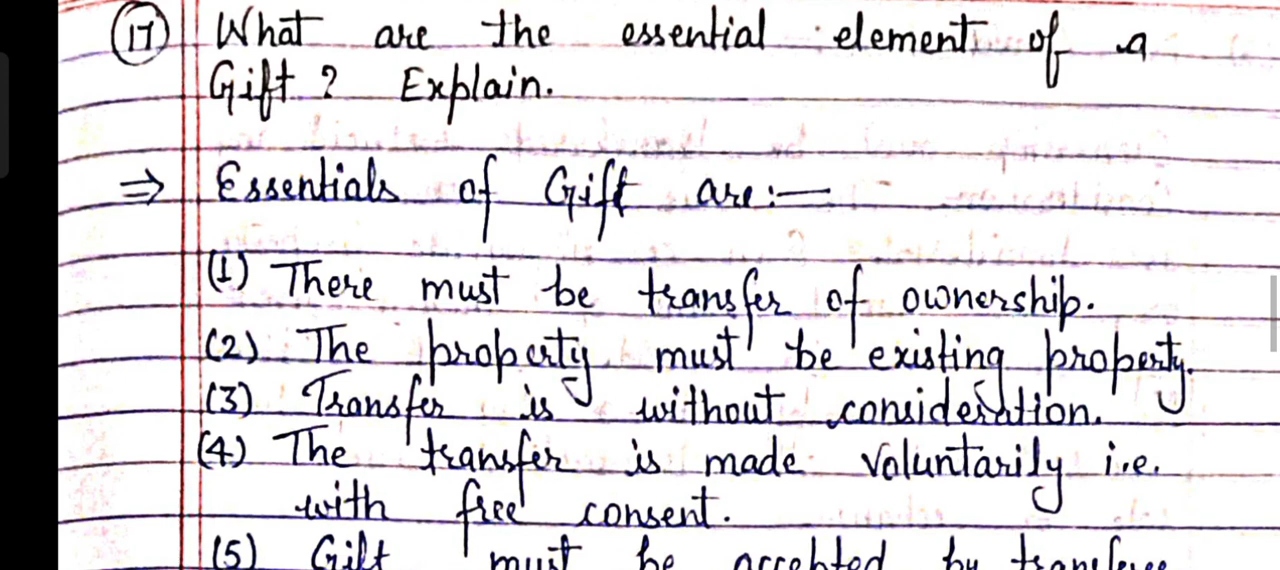 (17) What are the essential element of a
Gift ? Explain.
⇒ Essentials of Gift are :—
(1) There must be transfer of ownership.
(2) The property must be existing property.
(3) Transfer is without consideration.
(4) The transfer is made voluntarily i.e.
with free consent.
(5) Gift must be accepted by transferee